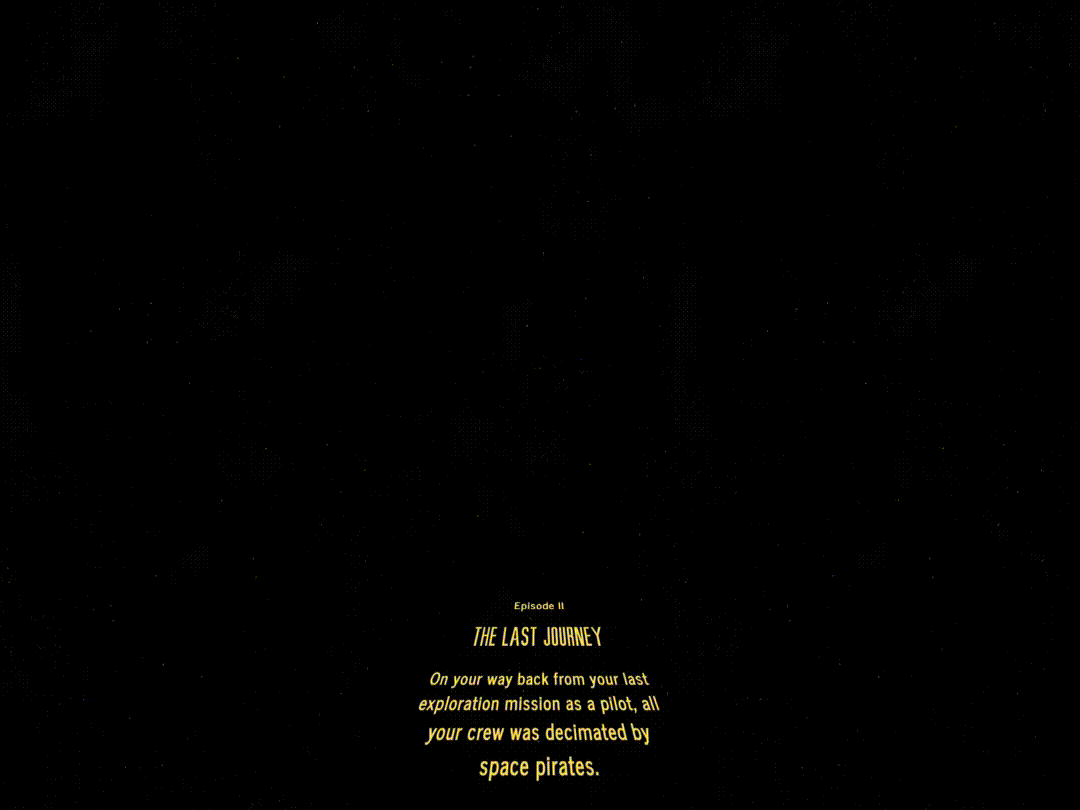 Episode II
THE LAST JOURNEY
On your way back from your last
exploration mission as a pilot, all
your crew was decimated by
space pirates.